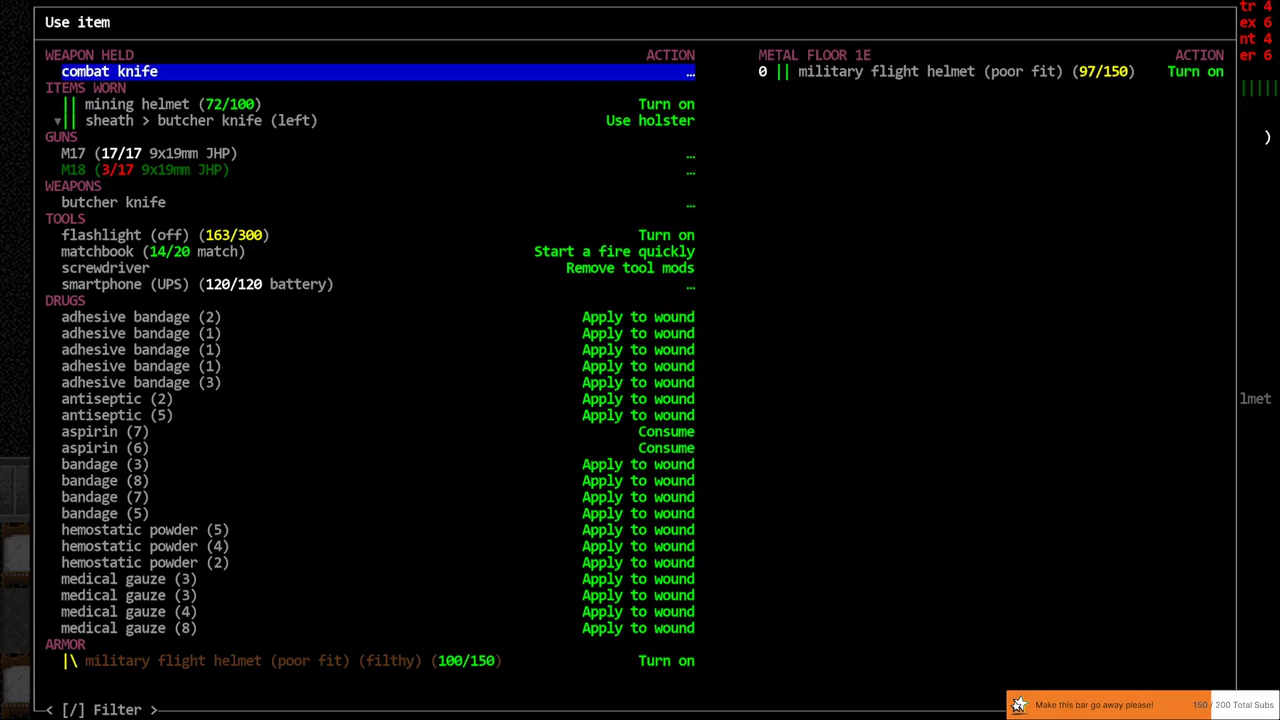 Use item
WEAPON HELD ACTION
combat knife …
ITEMS WORN
|| mining helmet (72/100) Turn on
▾|| sheath > butcher knife (left) Use holster
GUNS
M17 (17/17 9x19mm JHP) …
M18 (3/17 9x19mm JHP) …
WEAPONS
butcher knife …
TOOLS
flashlight (off) (163/300) Turn on
matchbook (14/20 match) Start a fire quickly
screwdriver Remove tool mods
smartphone (UPS) (120/120 battery) …
DRUGS
adhesive bandage (2) Apply to wound
adhesive bandage (1) Apply to wound
adhesive bandage (1) Apply to wound
adhesive bandage (1) Apply to wound
adhesive bandage (3) Apply to wound
antiseptic (2) Apply to wound
antiseptic (5) Apply to wound
aspirin (7) Consume
aspirin (6) Consume
bandage (3) Apply to wound
bandage (8) Apply to wound
bandage (7) Apply to wound
bandage (5) Apply to wound
hemostatic powder (5) Apply to wound
hemostatic powder (4) Apply to wound
hemostatic powder (2) Apply to wound
medical gauze (3) Apply to wound
medical gauze (3) Apply to wound
medical gauze (4) Apply to wound
medical gauze (8) Apply to wound
ARMOR
|\ military flight helmet (poor fit) (filthy) (100/150) Turn on
< [/] Filter >
METAL FLOOR 1E ACTION
0 || military flight helmet (poor fit) (97/150) Turn on
tr 4
ex 6
nt 4
er 6
|||||
)
lmet
Make this bar go away please! 150 / 200 Total Subs